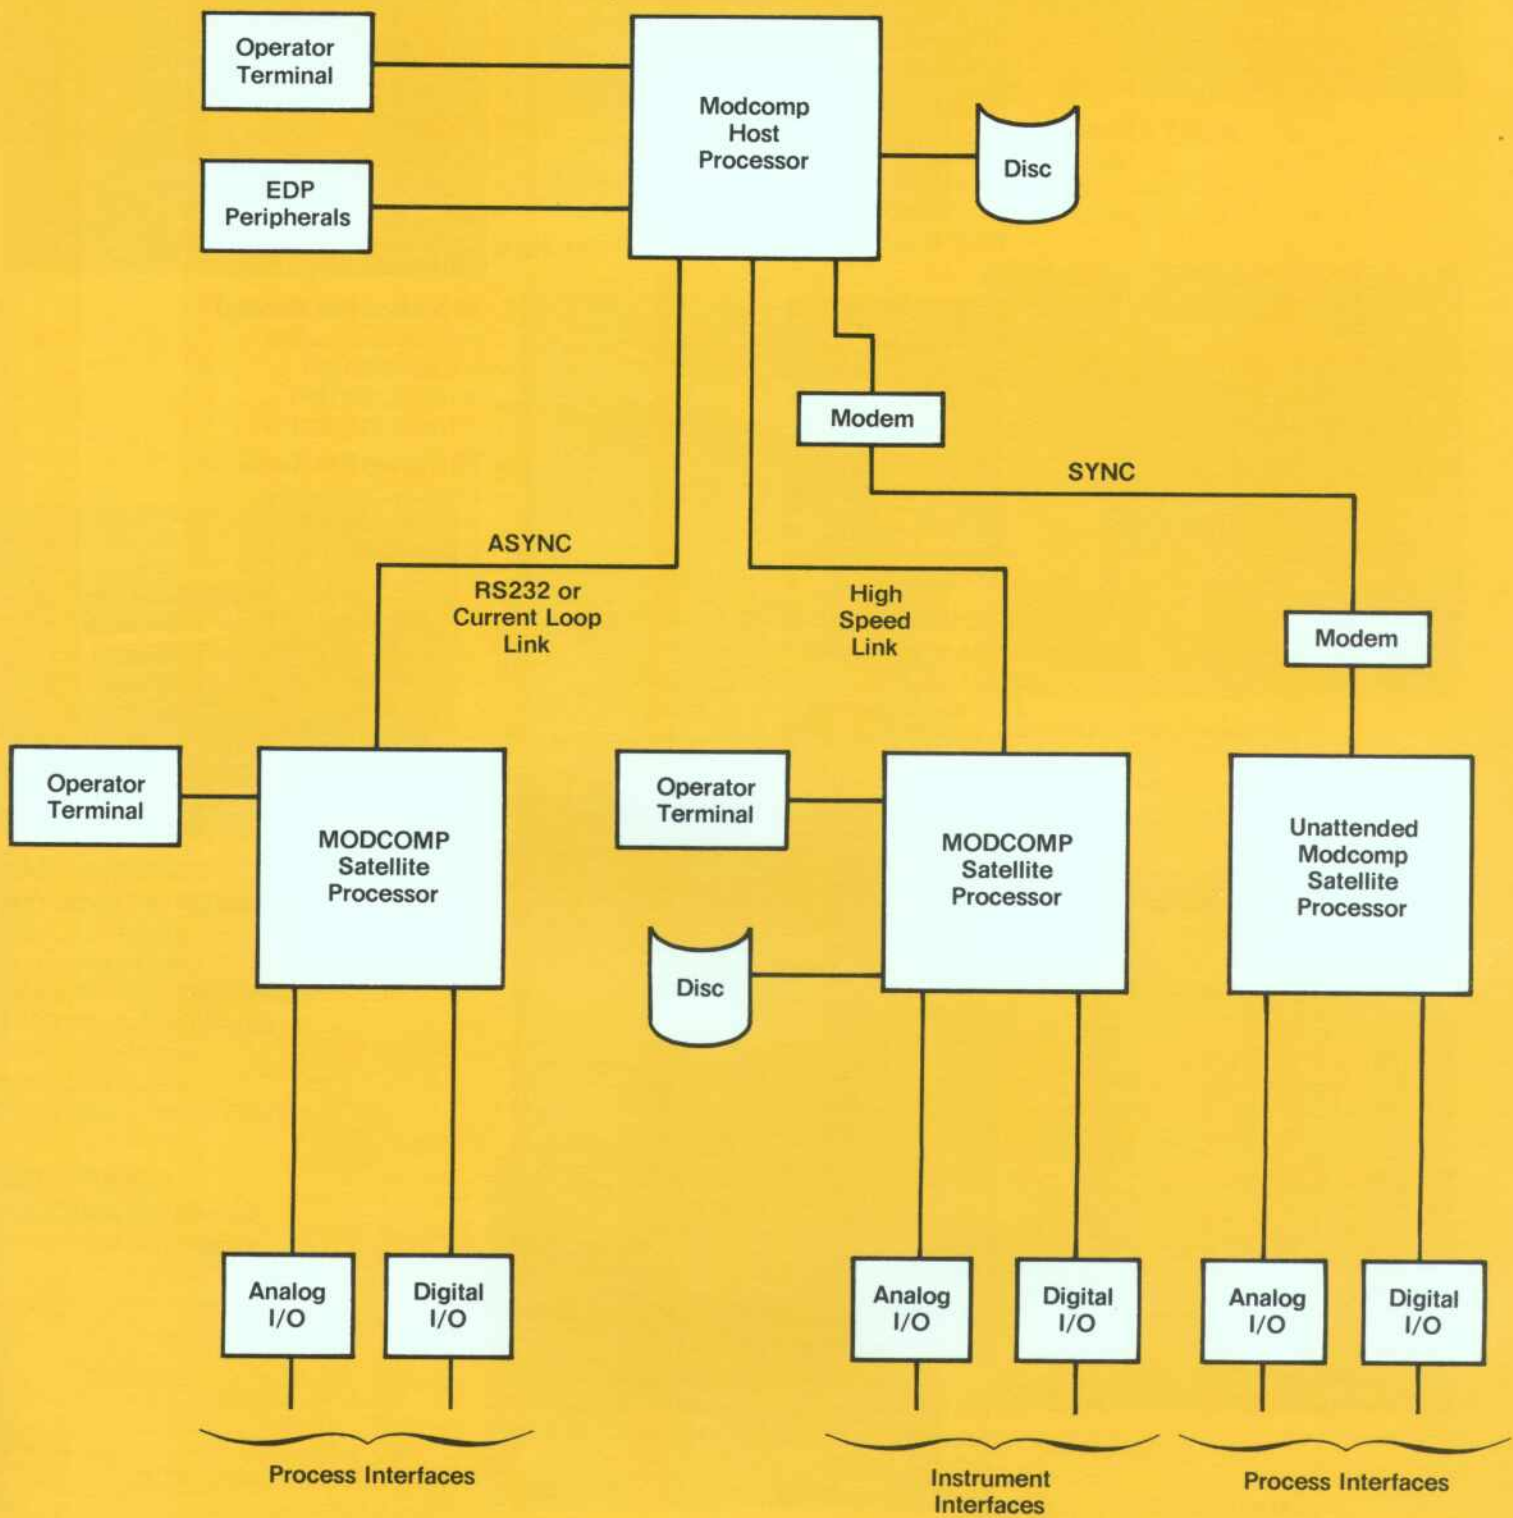 Operator
Terminal
Modcomp
Host
Processor
Disc
EDP
Peripherals
Modem
SYNC
ASYNC
RS232 or
Current Loop
Link
High
Speed
Link
Modem
Operator
Terminal
MODCOMP
Satellite
Processor
Operator
Terminal
MODCOMP
Satellite
Processor
Unattended
Modcomp
Satellite
Processor
Disc
Analog
I/O
Digital
I/O
Analog
I/O
Digital
I/O
Analog
I/O
Digital
I/O
Process Interfaces
Instrument
Interfaces
Process Interfaces